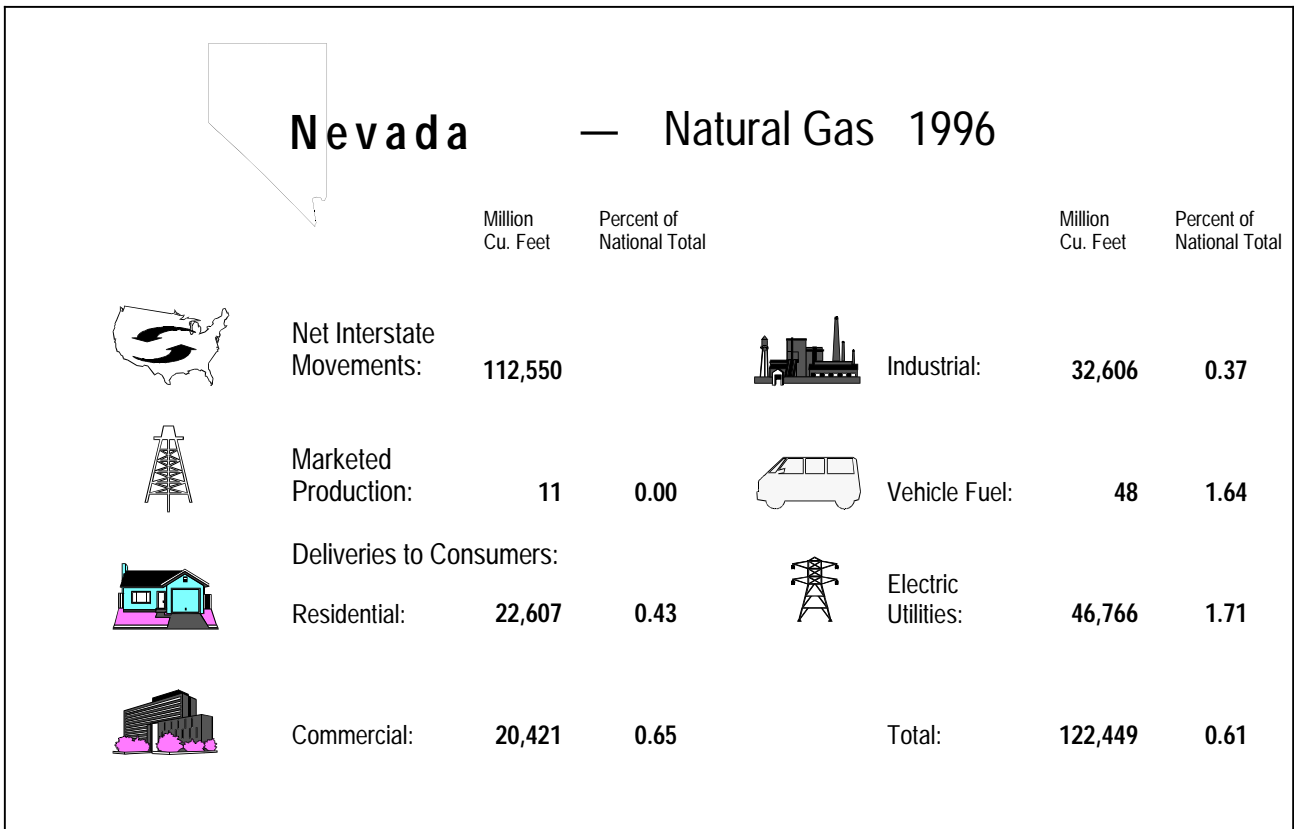 Nevada — Natural Gas 1996
Million Percent of Million Percent of
Cu. Feet National Total Cu. Feet National Total
Net Interstate
Movements: 112,550
Industrial: 32,606 0.37
Marketed
Production: 11 0.00
Vehicle Fuel: 48 1.64
Deliveries to Consumers:
Residential: 22,607 0.43
Electric
Utilities: 46,766 1.71
Commercial: 20,421 0.65
Total: 122,449 0.61